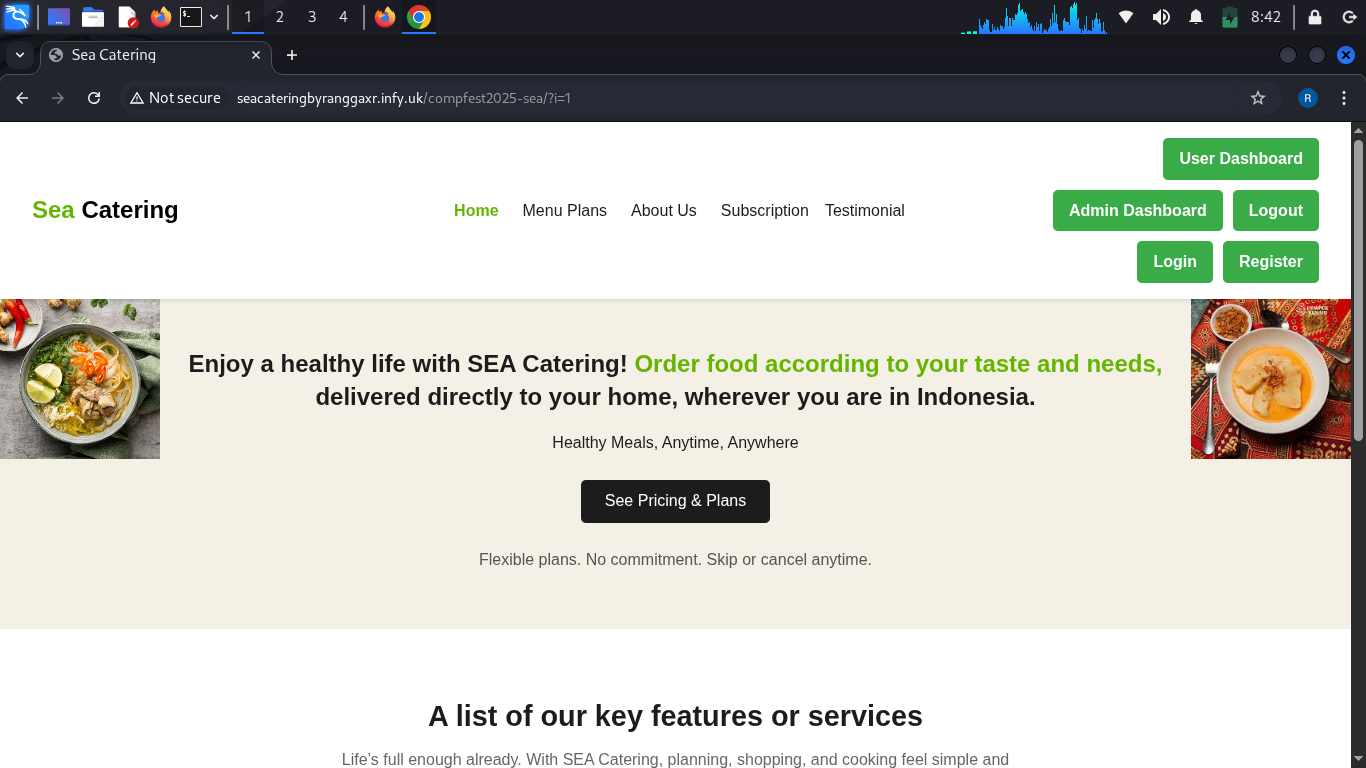 1 2 3 4 8:42
Sea Catering
Not secure seacateringbyranggaxr.infy.uk/compfest2025-sea/?i=1
R
User Dashboard
Sea Catering Home Menu Plans About Us Subscription Testimonial Admin Dashboard Logout
Login Register
Enjoy a healthy life with SEA Catering! Order food according to your taste and needs,
delivered directly to your home, wherever you are in Indonesia.
Healthy Meals, Anytime, Anywhere
See Pricing & Plans
Flexible plans. No commitment. Skip or cancel anytime.
A list of our key features or services
Life's full enough already. With SEA Catering, planning, shopping, and cooking feel simple and